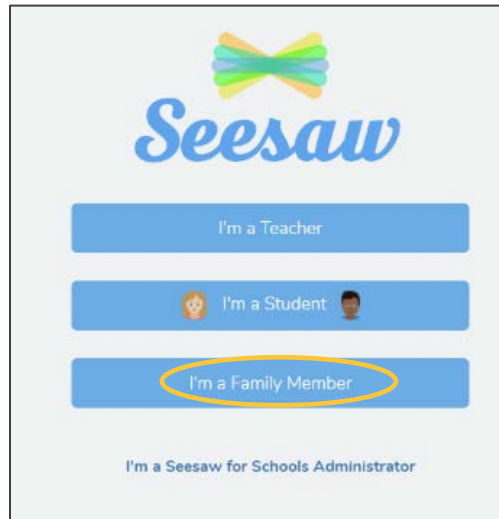 Seesaw
I'm a Teacher
I'm a Student
I'm a Family Member
I'm a Seesaw for Schools Administrator